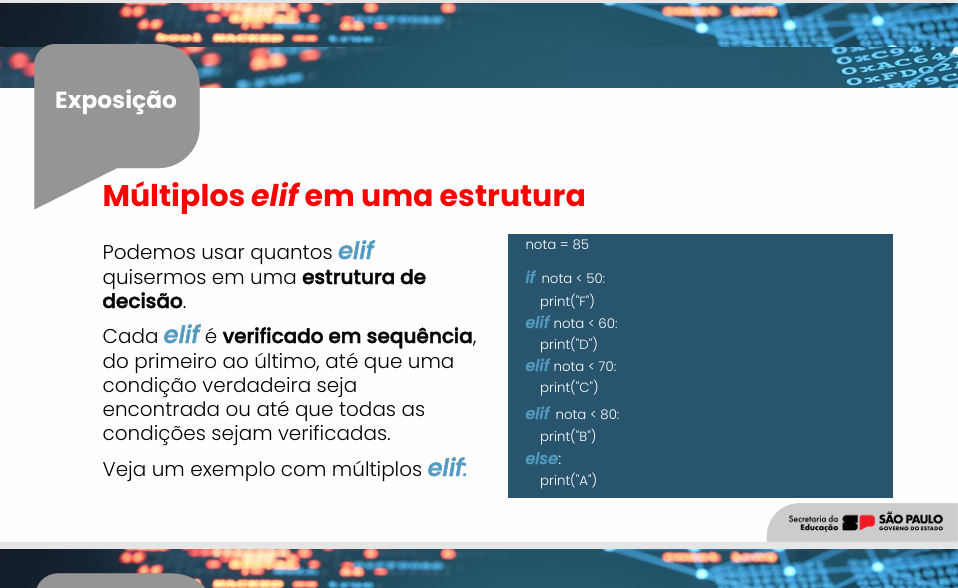 Exposição
Múltiplos elif em uma estrutura
Podemos usar quantos elif
quisermos em uma estrutura de
decisão.
Cada elif é verificado em sequência,
do primeiro ao último, até que uma
condição verdadeira seja
encontrada ou até que todas as
condições sejam verificadas.
Veja um exemplo com múltiplos elif:
nota = 85
if nota < 50:
print("F")
elif nota < 60:
print("D")
elif nota < 70:
print("C")
elif nota < 80:
print("B")
else:
print("A")
Secretaria da
Educação
SÃO PAULO
GOVERNO DO ESTADO